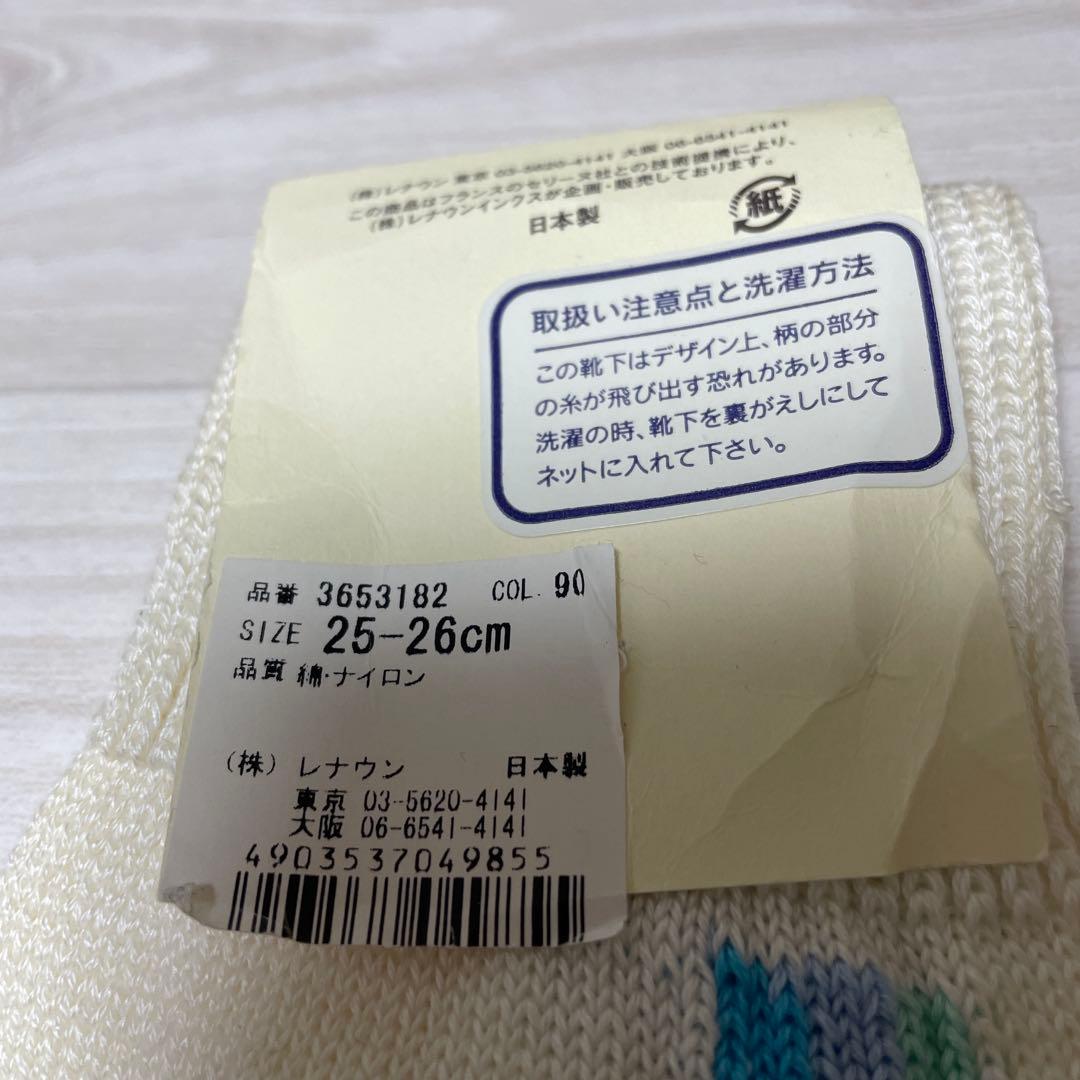 (株)レナウン 東京 03-5620-4141 大阪 06-6541-4141
この商品はフランスのセリーヌ社との技術提携により、
(株)レナウンインクスが企画・販売しております。
日本製
紙
取扱い注意点と洗濯方法
この靴下はデザイン上、柄の部分
の糸が飛び出す恐れがあります。
洗濯の時、靴下を裏がえしにして
ネットに入れて下さい。
品番 3653182 COL. 90
SIZE 25-26cm
品質 綿・ナイロン
(株) レナウン 日本製
東京 03-5620-4141
大阪 06-6541-4141
4903537049855